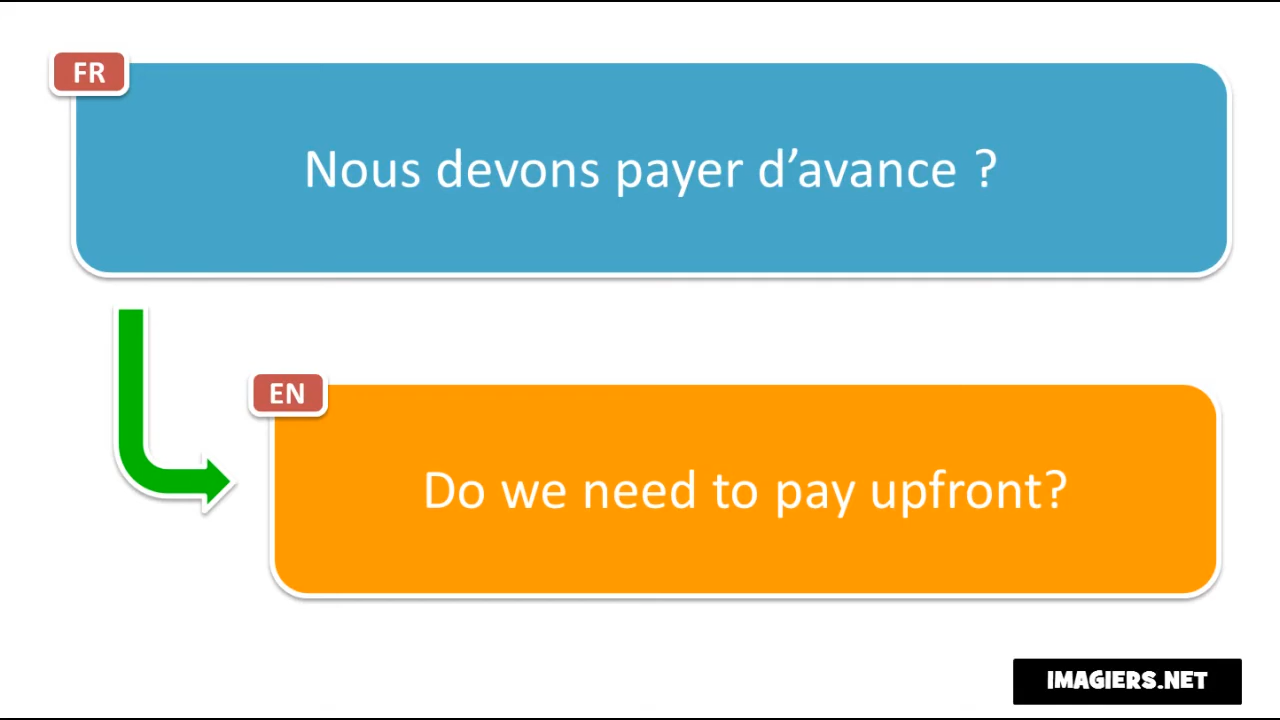 FR
Nous devons payer d’avance ?
EN
Do we need to pay upfront?
IMAGIERS.NET